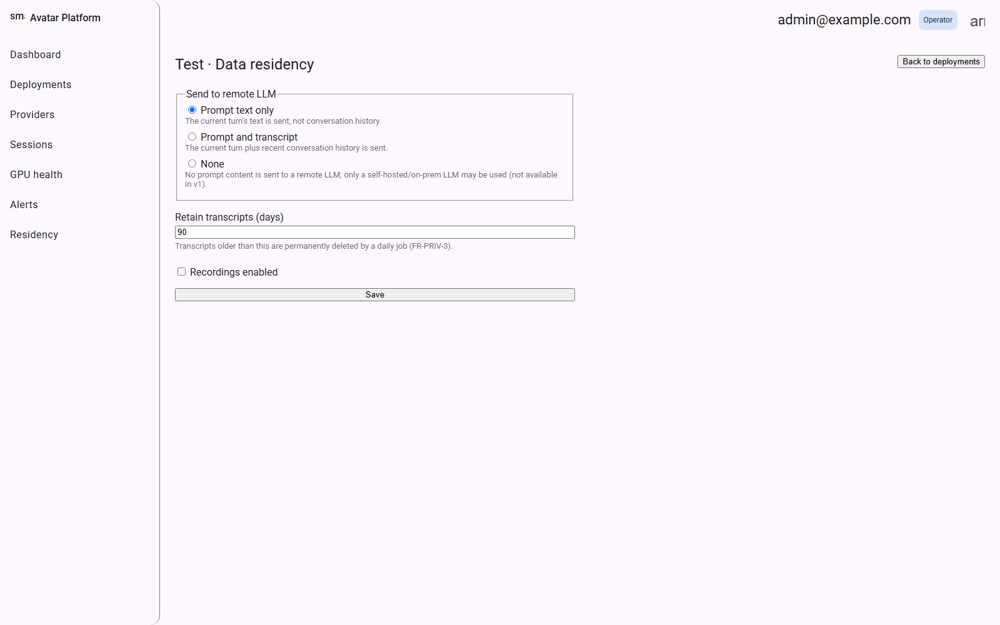 Avatar Platform
admin@example.com
Operator
Dashboard
Deployments
Providers
Sessions
GPU health
Alerts
Residency
Test · Data residency
Back to deployments
Send to remote LLM
Prompt text only
The current turn's text is sent, not conversation history.
Prompt and transcript
The current turn plus recent conversation history is sent.
None
No prompt content is sent to a remote LLM; only a self-hosted/on-prem LLM may be used (not available
in v1).
Retain transcripts (days)
90
Transcripts older than this are permanently deleted by a daily job (FR-PRIV-3).
Recordings enabled
Save